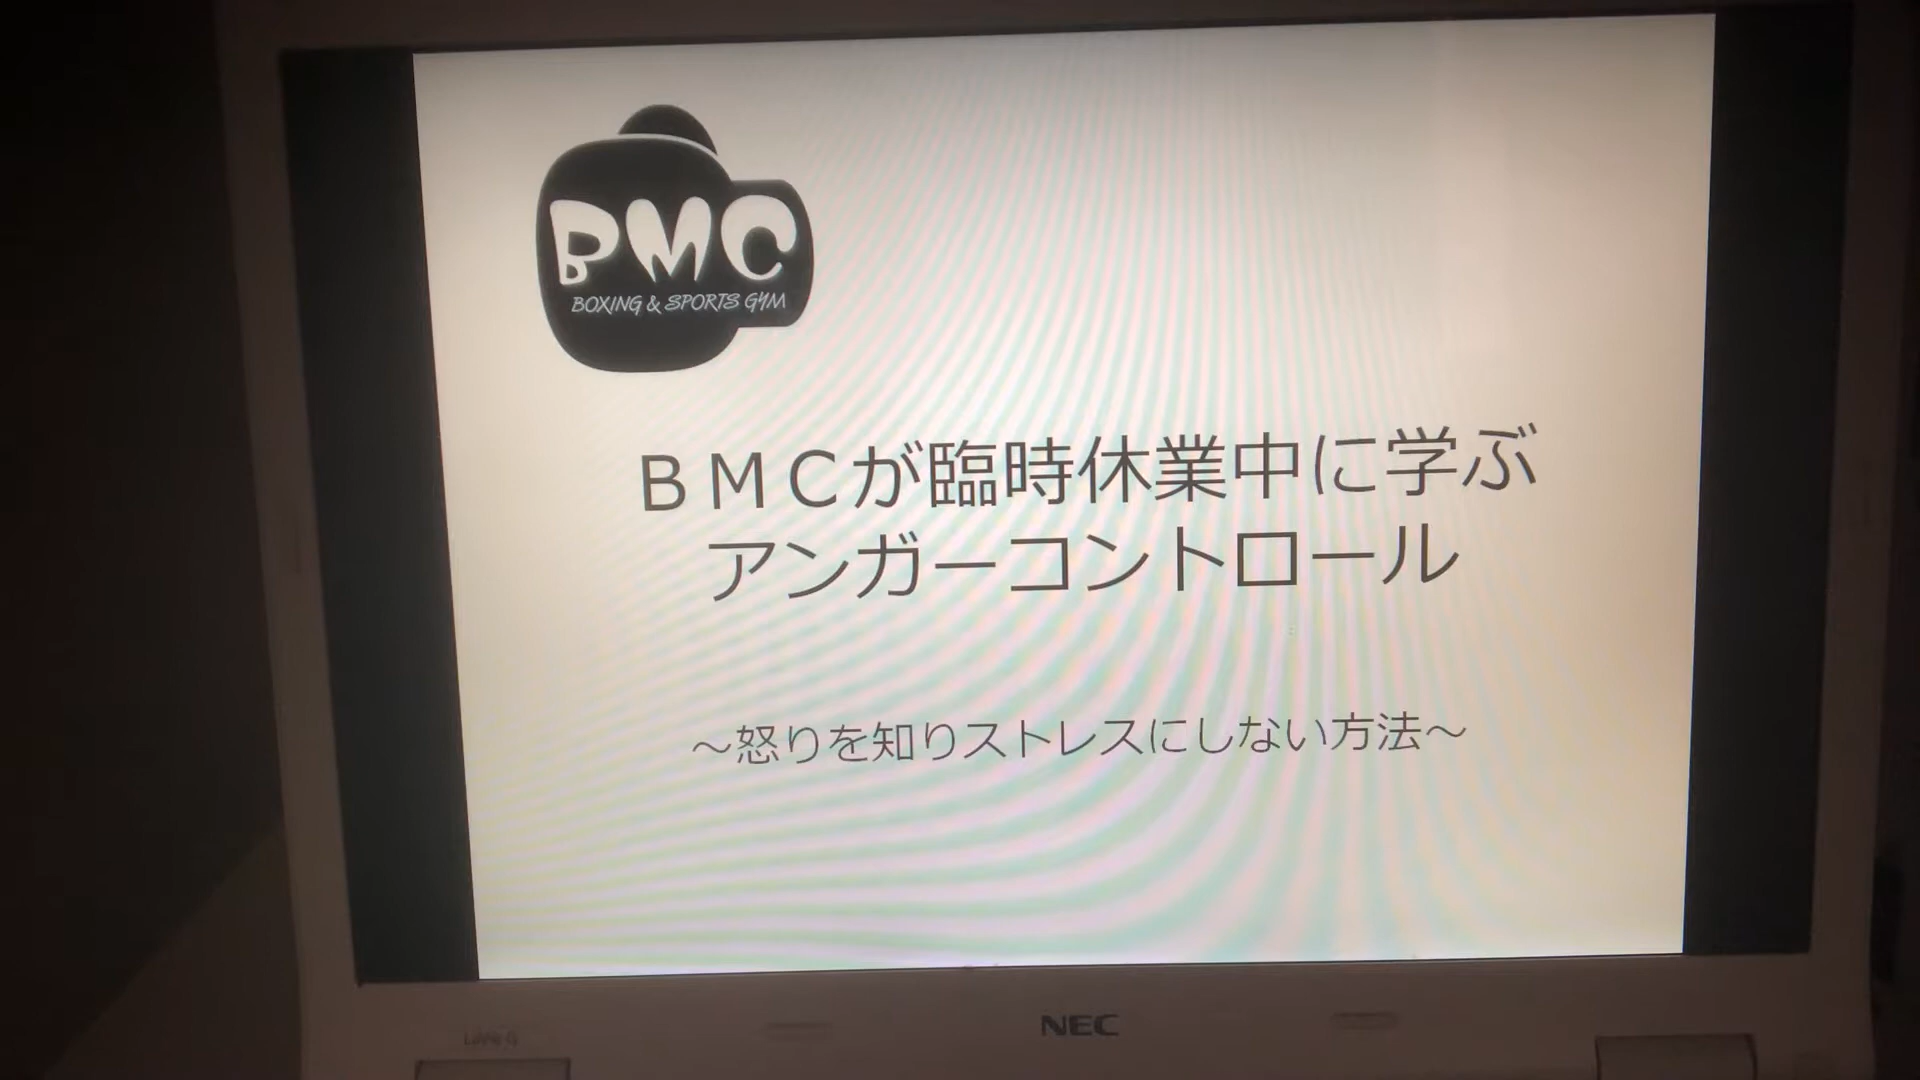 BMC
BOXING & SPORTS GYM
ＢＭＣが臨時休業中に学ぶ
アンガーコントロール
～怒りを知りストレスにしない方法～
NEC
LaVie G